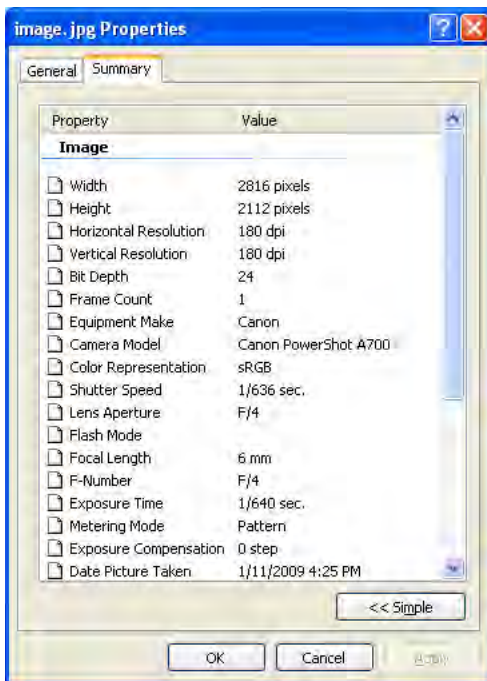 image.jpg Properties
General Summary
Property Value
Image
Width 2816 pixels
Height 2112 pixels
Horizontal Resolution 180 dpi
Vertical Resolution 180 dpi
Bit Depth 24
Frame Count 1
Equipment Make Canon
Camera Model Canon PowerShot A700
Color Representation sRGB
Shutter Speed 1/636 sec.
Lens Aperture F/4
Flash Mode
Focal Length 6 mm
F-Number F/4
Exposure Time 1/640 sec.
Metering Mode Pattern
Exposure Compensation 0 step
Date Picture Taken 1/11/2009 4:25 PM
<< Simple
OK Cancel Apply